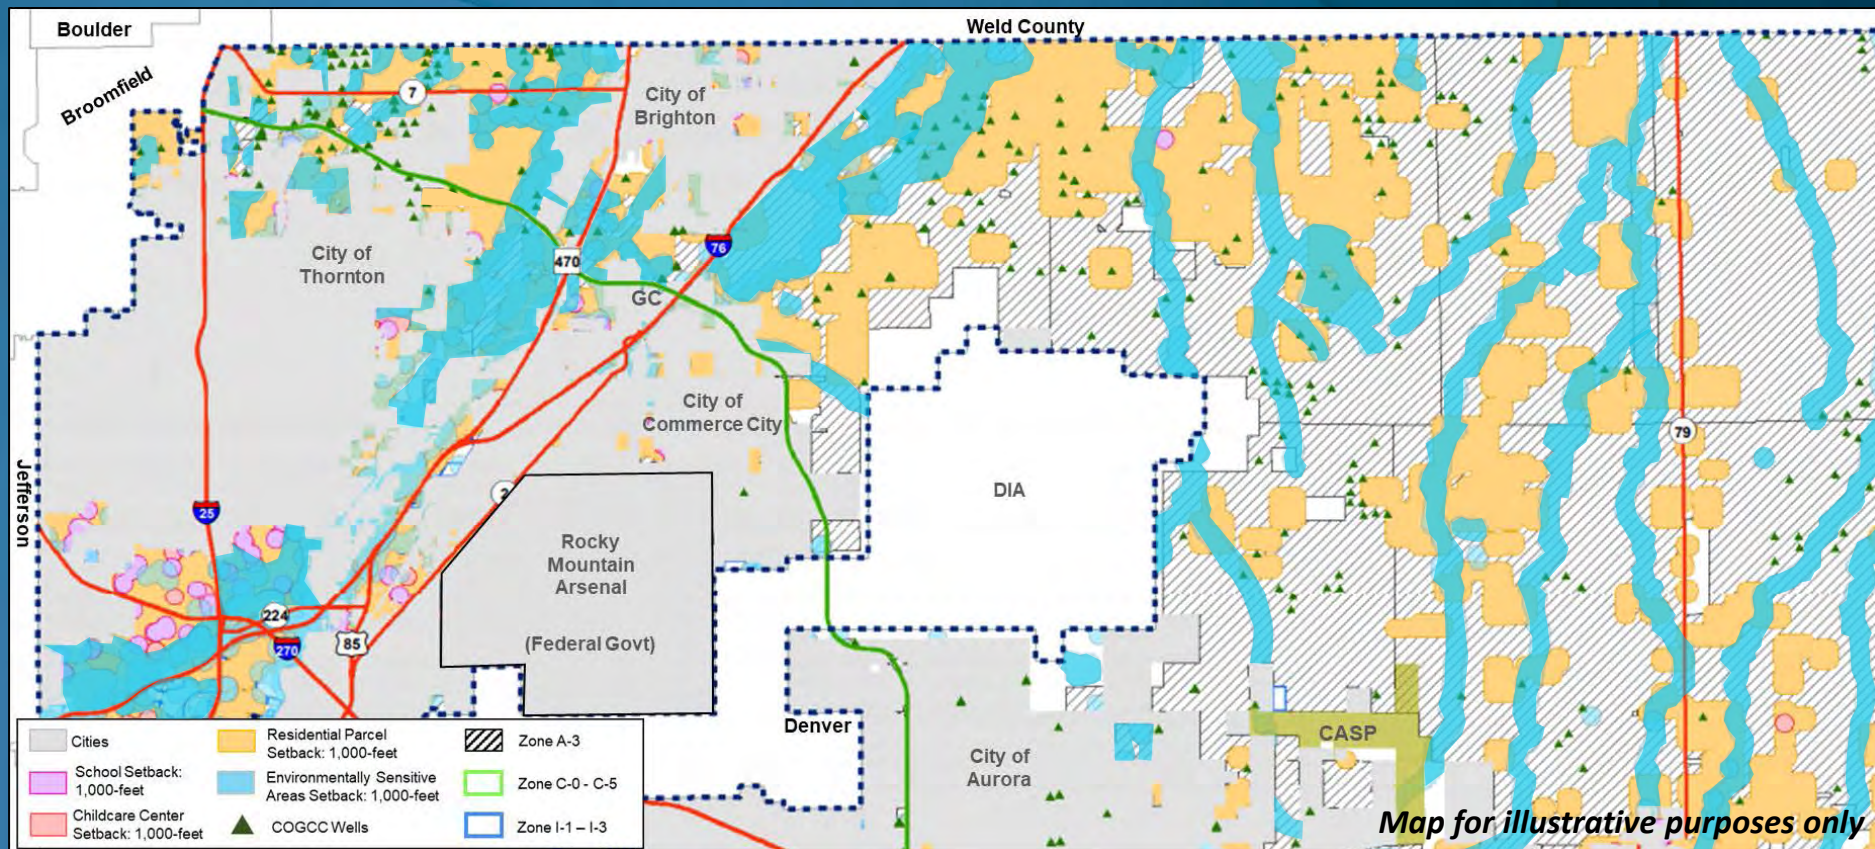 Boulder
Weld County
Broomfield
7
City of
Brighton
76
City of
Thornton
470
GC
City of
Commerce City
79
Jefferson
25
2
DIA
Rocky
Mountain
Arsenal
(Federal Govt)
224
270
85
Denver
City of
Aurora
CASP
Cities
Residential Parcel
Setback: 1,000-feet
Zone A-3
School Setback:
1,000-feet
Environmentally Sensitive
Areas Setback: 1,000-feet
Zone C-0 - C-5
Childcare Center
Setback: 1,000-feet
COGCC Wells
Zone I-1 – I-3
Map for illustrative purposes only